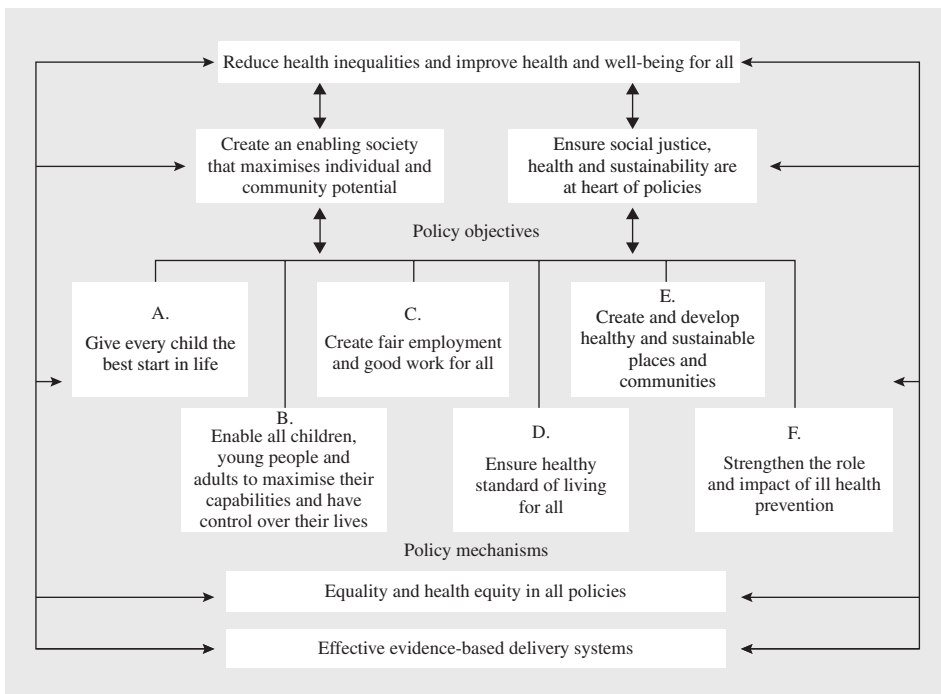 Reduce health inequalities and improve health and well-being for all
Create an enabling society
that maximises individual and
community potential
Ensure social justice,
health and sustainability are
at heart of policies
Policy objectives
A.
Give every child the
best start in life
B.
Enable all children,
young people and
adults to maximise their
capabilities and have
control over their lives
C.
Create fair employment
and good work for all
D.
Ensure healthy
standard of living
for all
E.
Create and develop
healthy and sustainable
places and
communities
F.
Strengthen the role
and impact of ill health
prevention
Policy mechanisms
Equality and health equity in all policies
Effective evidence-based delivery systems